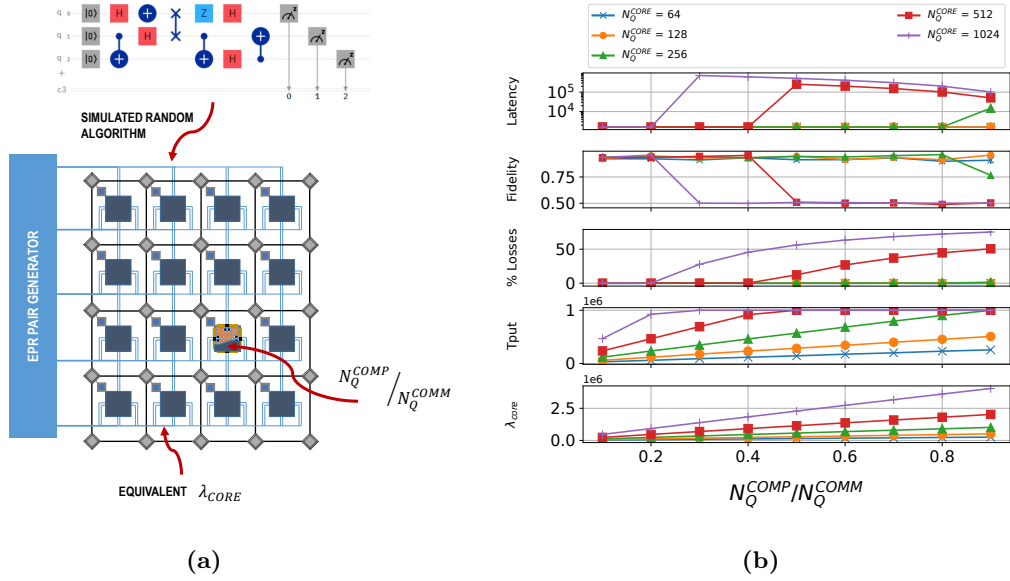 q 0 |0⟩ H Z H z
q 1 |0⟩ H z
q 2 |0⟩ H z
+
c3
0 1 2
SIMULATED RANDOM
ALGORITHM
EPR PAIR GENERATOR
N_Q^COMP / N_Q^COMM
EQUIVALENT λ_CORE
(a)
N_Q^CORE = 64
N_Q^CORE = 128
N_Q^CORE = 256
N_Q^CORE = 512
N_Q^CORE = 1024
Latency
10^5
10^4
Fidelity
0.75
0.50
% Losses
50
0
1e6
Tput
1
0
1e6
λ_core
2.5
0.0
0.2 0.4 0.6 0.8
N_Q^COMP/N_Q^COMM
(b)